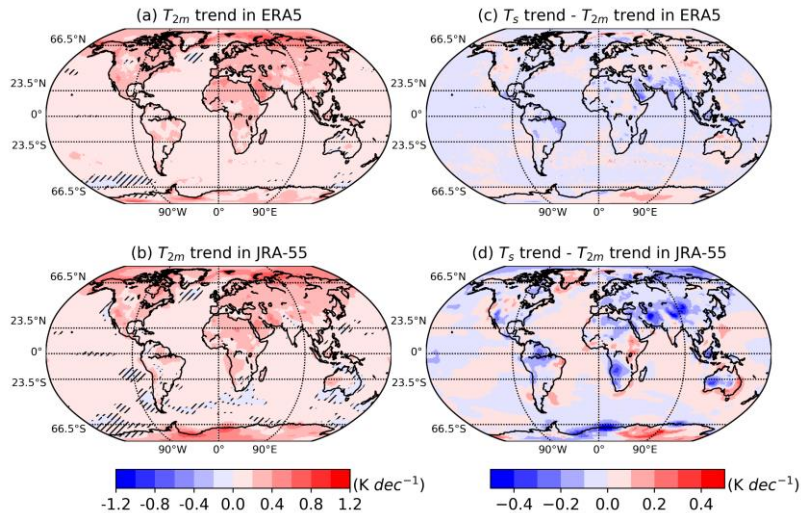 (a) T2m trend in ERA5
66.5°N
23.5°N
0°
23.5°S
66.5°S
90°W 0° 90°E
(c) Ts trend - T2m trend in ERA5
66.5°N
23.5°N
0°
23.5°S
66.5°S
90°W 0° 90°E
(b) T2m trend in JRA-55
66.5°N
23.5°N
0°
23.5°S
66.5°S
90°W 0° 90°E
(d) Ts trend - T2m trend in JRA-55
66.5°N
23.5°N
0°
23.5°S
66.5°S
90°W 0° 90°E
(K dec−1)
-1.2 -0.8 -0.4 0.0 0.4 0.8 1.2
(K dec−1)
−0.4 −0.2 0.0 0.2 0.4